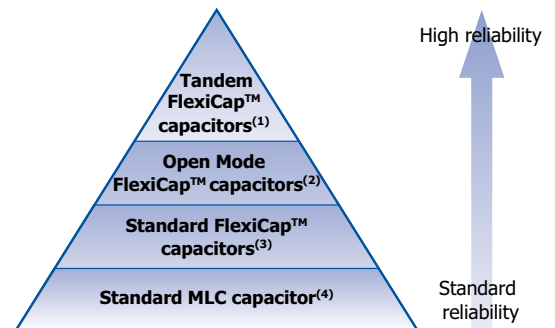 High reliability
Tandem
FlexiCap™
capacitors(1)
Open Mode
FlexiCap™ capacitors(2)
Standard FlexiCap™
capacitors(3)
Standard MLC capacitor(4)
Standard
reliability